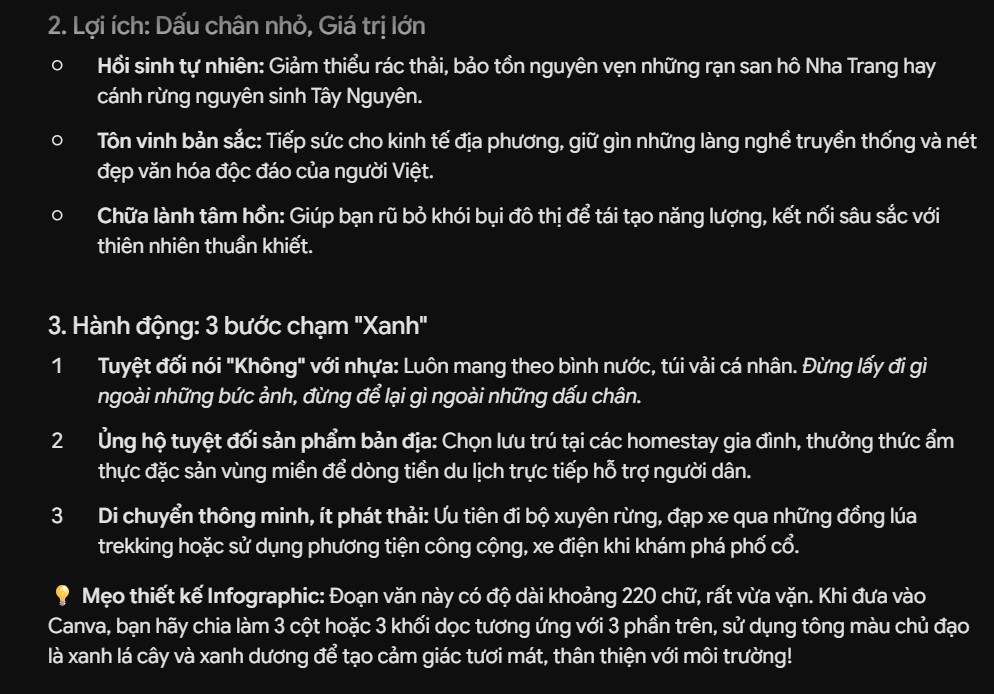 2. Lợi ích: Dấu chân nhỏ, Giá trị lớn
Hồi sinh tự nhiên: Giảm thiểu rác thải, bảo tồn nguyên vẹn những rạn san hô Nha Trang hay
cánh rừng nguyên sinh Tây Nguyên.
Tôn vinh bản sắc: Tiếp sức cho kinh tế địa phương, giữ gìn những làng nghề truyền thống và nét
đẹp văn hóa độc đáo của người Việt.
Chữa lành tâm hồn: Giúp bạn rũ bỏ khói bụi đô thị để tái tạo năng lượng, kết nối sâu sắc với
thiên nhiên thuần khiết.
3. Hành động: 3 bước chạm "Xanh"
1 Tuyệt đối nói "Không" với nhựa: Luôn mang theo bình nước, túi vải cá nhân. Đừng lấy đi gì
ngoài những bức ảnh, đừng để lại gì ngoài những dấu chân.
2 Ủng hộ tuyệt đối sản phẩm bản địa: Chọn lưu trú tại các homestay gia đình, thưởng thức ẩm
thực đặc sản vùng miền để dòng tiền du lịch trực tiếp hỗ trợ người dân.
3 Di chuyển thông minh, ít phát thải: Ưu tiên đi bộ xuyên rừng, đạp xe qua những đồng lúa
trekking hoặc sử dụng phương tiện công cộng, xe điện khi khám phá phố cổ.
💡 Mẹo thiết kế Infographic: Đoạn văn này có độ dài khoảng 220 chữ, rất vừa vặn. Khi đưa vào
Canva, bạn hãy chia làm 3 cột hoặc 3 khối dọc tương ứng với 3 phần trên, sử dụng tông màu chủ đạo
là xanh lá cây và xanh dương để tạo cảm giác tươi mát, thân thiện với môi trường!